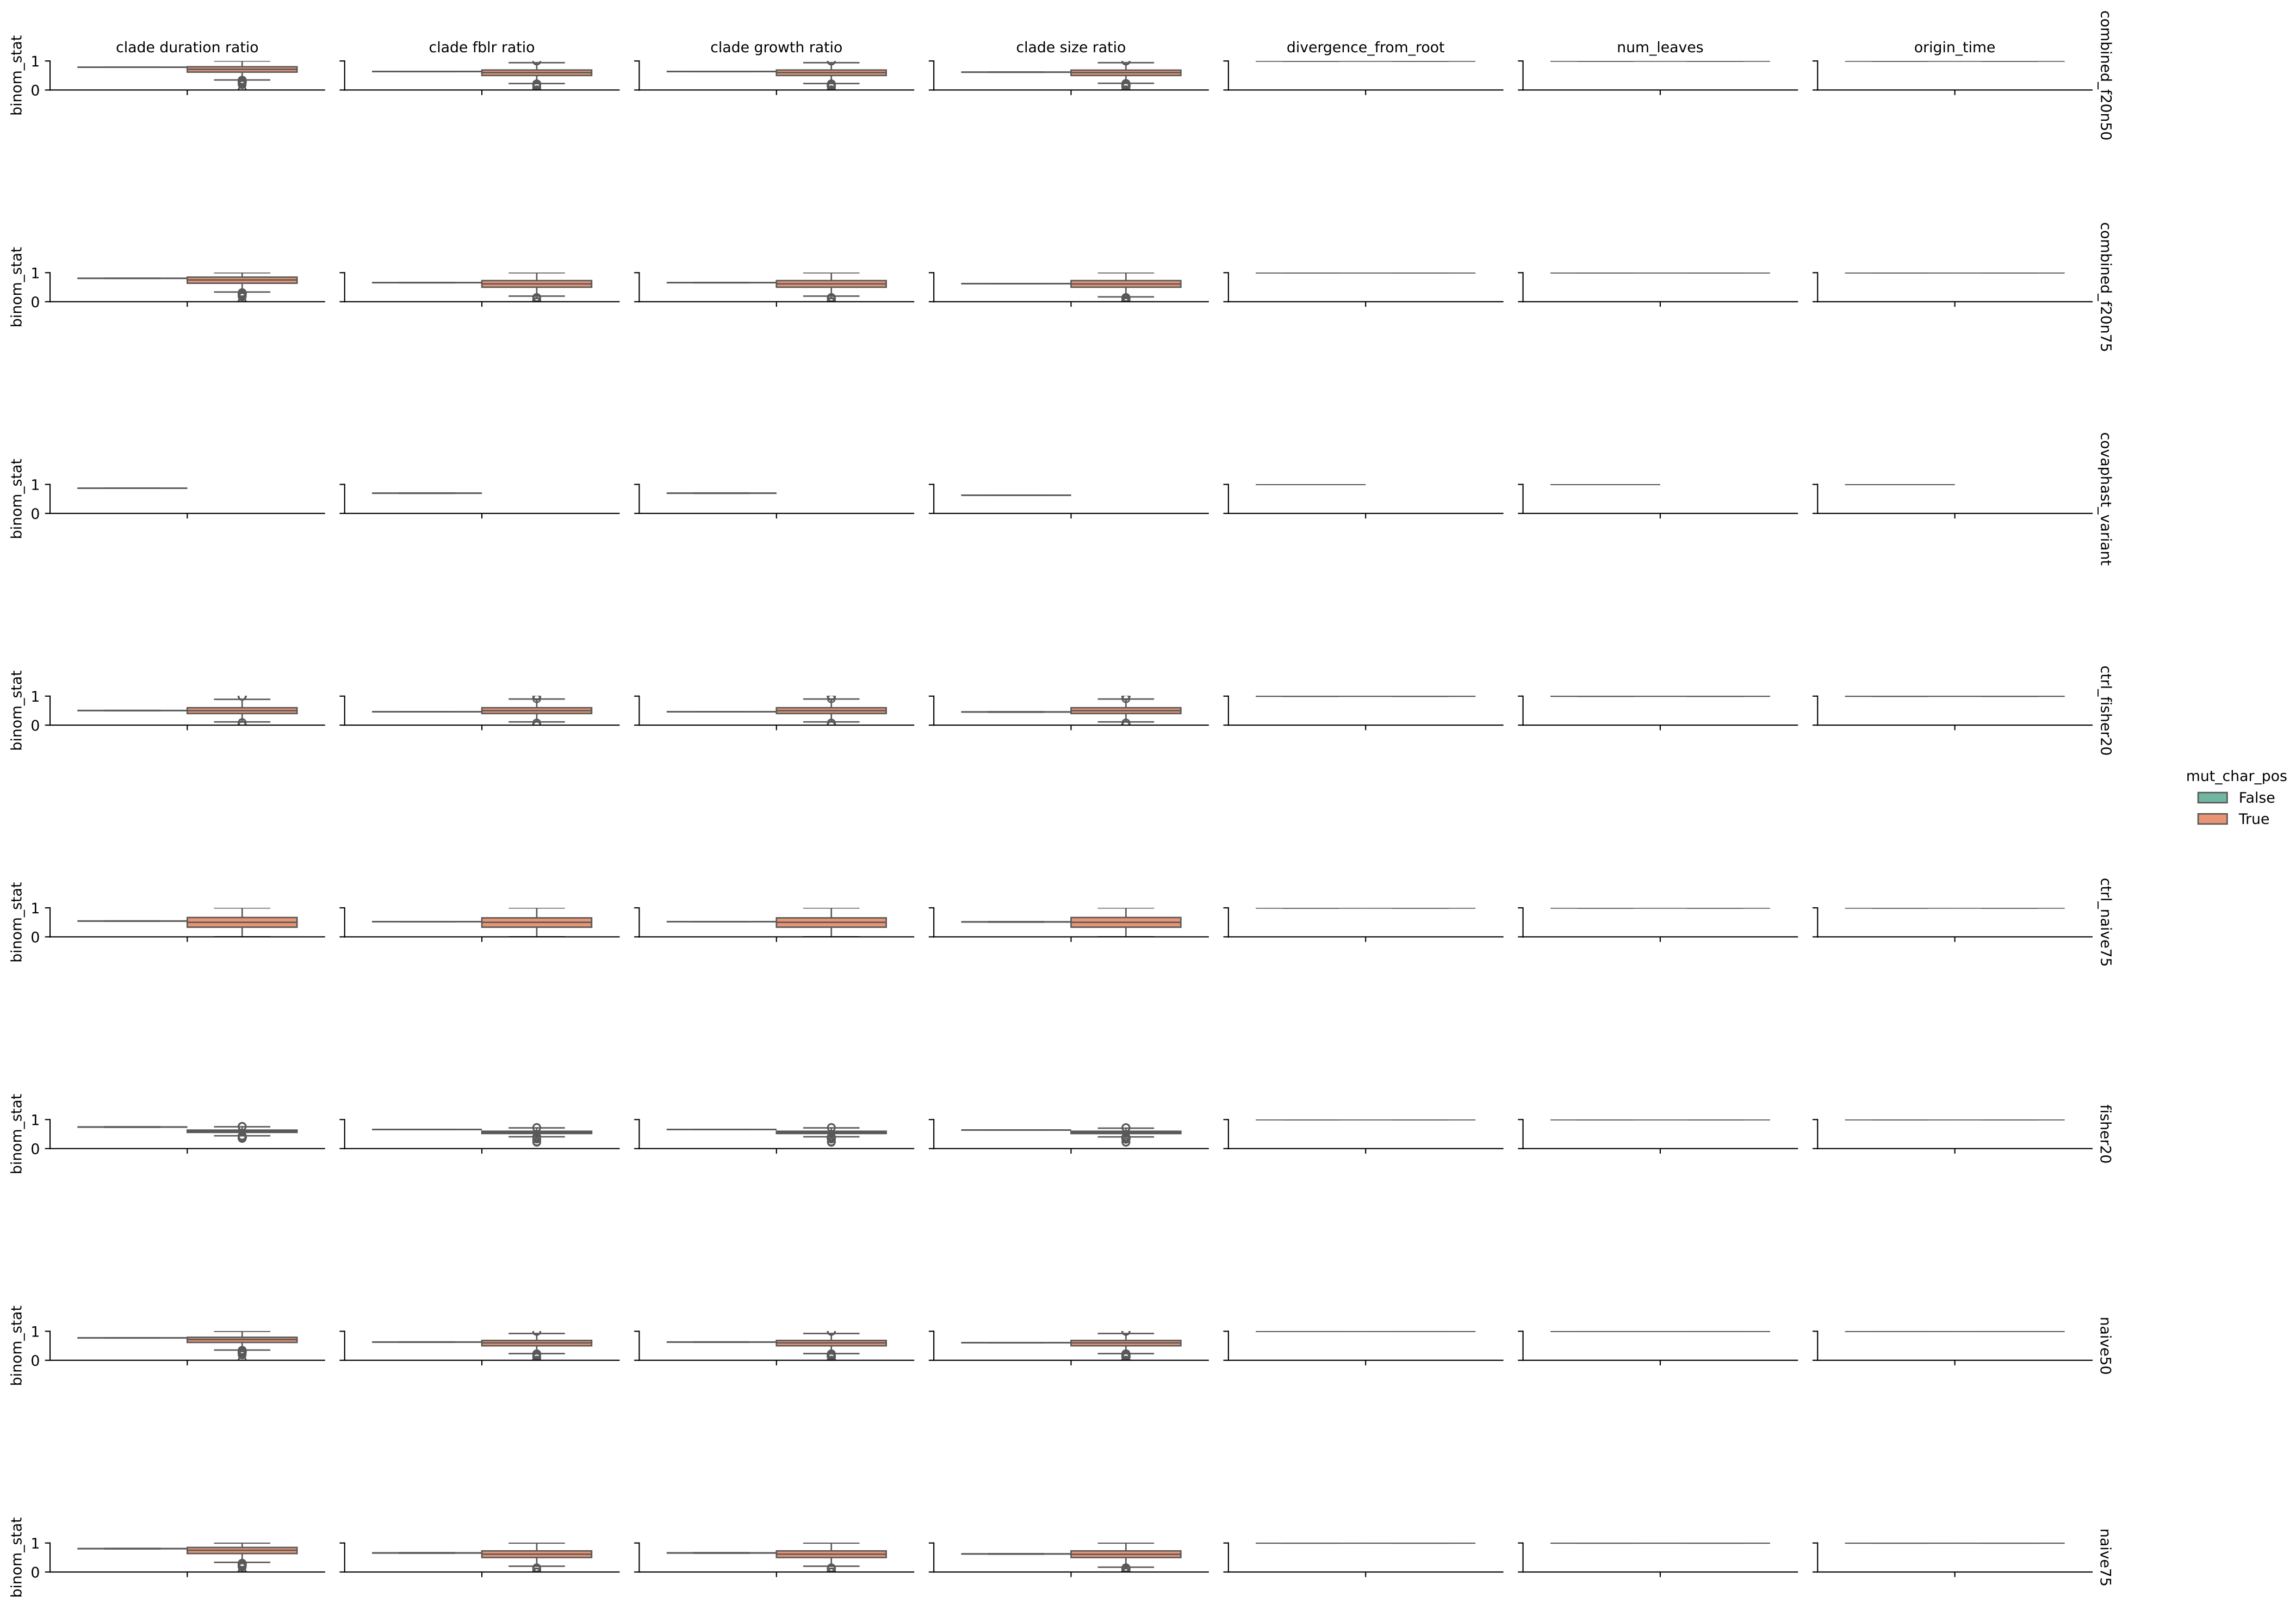 clade duration ratio
clade fblr ratio
clade growth ratio
clade size ratio
divergence_from_root
num_leaves
origin_time
binom_stat
1
0
combined_f20n50
binom_stat
1
0
combined_f20n75
binom_stat
1
0
covaphast_variant
binom_stat
1
0
ctrl_fisher20
mut_char_pos
False
True
binom_stat
1
0
ctrl_naive75
binom_stat
1
0
fisher20
binom_stat
1
0
naive50
binom_stat
1
0
naive75